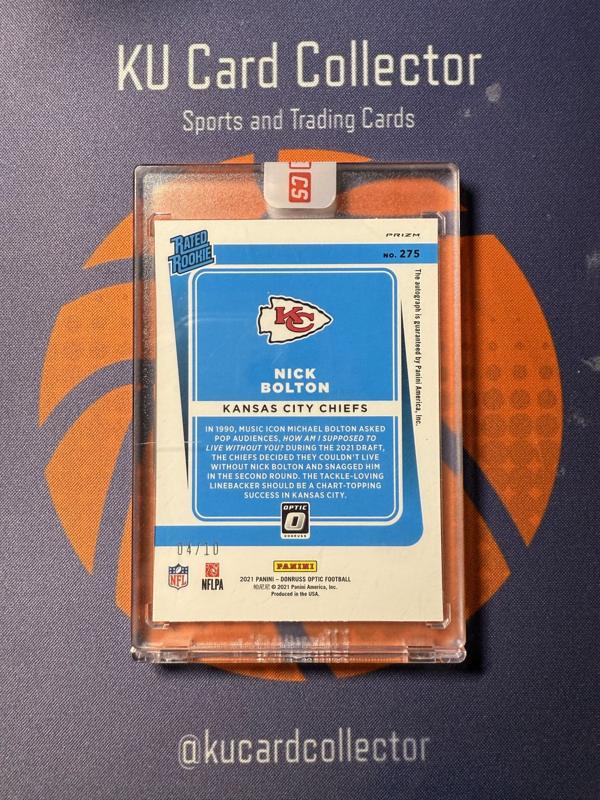 KU Card Collector
Sports and Trading Cards
CS
RATED
ROOKIE
PRIZM
NO. 275
The autograph is guaranteed by Panini America, Inc.
KC
NICK
BOLTON
KANSAS CITY CHIEFS
IN 1990, MUSIC ICON MICHAEL BOLTON ASKED
POP AUDIENCES, HOW AM I SUPPOSED TO
LIVE WITHOUT YOU? DURING THE 2021 DRAFT,
THE CHIEFS DECIDED THEY COULDN'T LIVE
WITHOUT NICK BOLTON AND SNAGGED HIM
IN THE SECOND ROUND. THE TACKLE-LOVING
LINEBACKER SHOULD BE A CHART-TOPPING
SUCCESS IN KANSAS CITY.
OPTIC
DONRUSS
04/10
NFL
NFLPA
PANINI
2021 PANINI – DONRUSS OPTIC FOOTBALL
帕尼尼 © 2021 Panini America, Inc.
Produced in the USA.
@kucardcollector